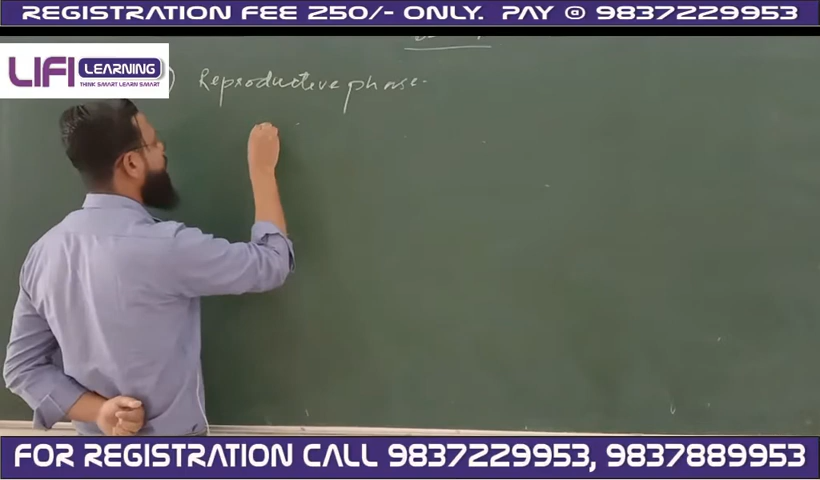 REGISTRATION FEE 250/- ONLY. PAY @ 9837229953
LIFI LEARNING
THINK SMART LEARN SMART
) Reproductive phase-
FOR REGISTRATION CALL 9837229953, 9837889953